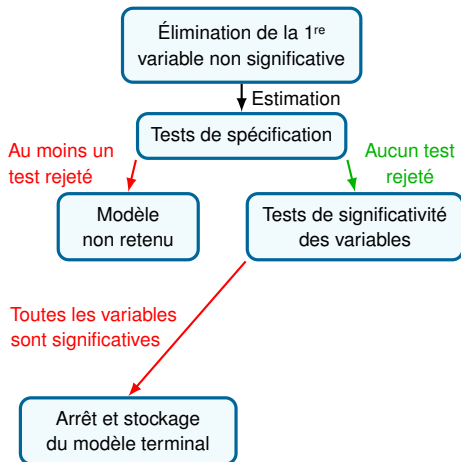 Élimination de la 1re
variable non significative
Estimation
Tests de spécification
Au moins un
test rejeté
Aucun test
rejeté
Modèle
non retenu
Tests de significativité
des variables
Toutes les variables
sont significatives
Arrêt et stockage
du modèle terminal